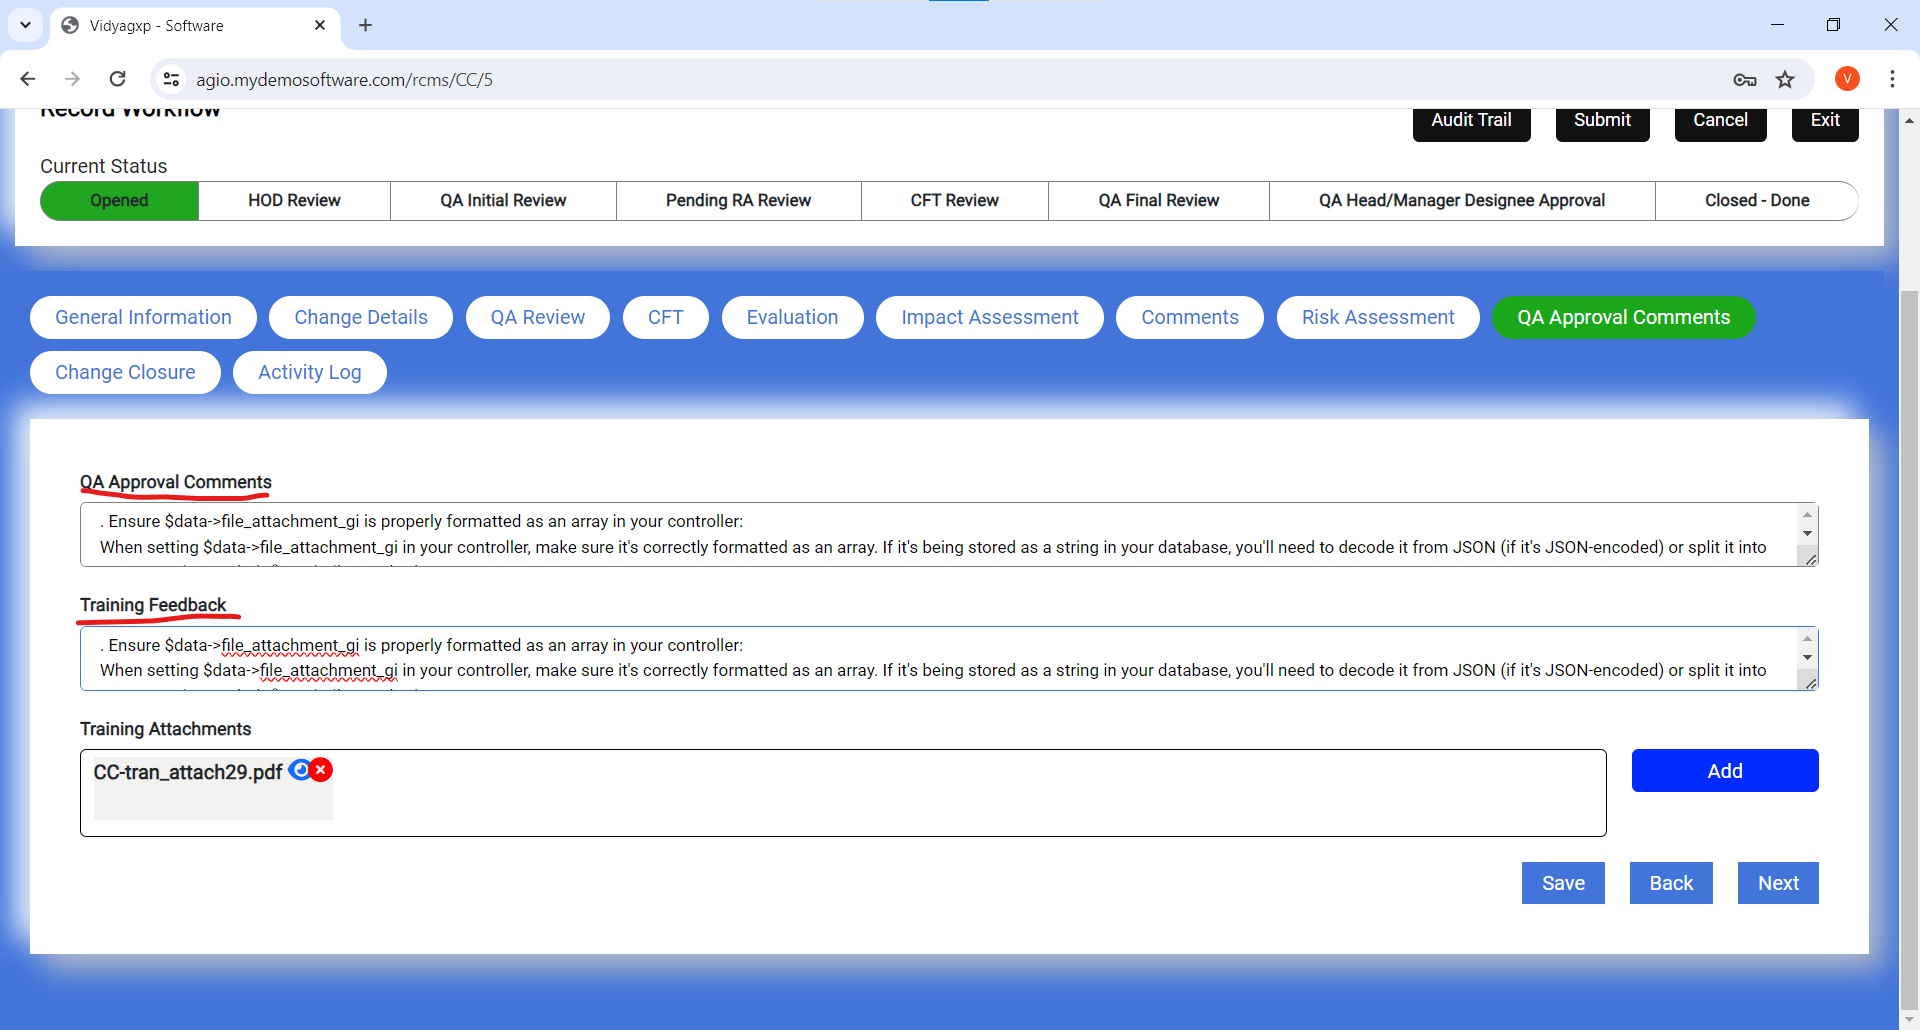 Vidyagxp - Software
agio.mydemosoftware.com/rcms/CC/5
V
Record Workflow
Audit Trail Submit Cancel Exit
Current Status
Opened HOD Review QA Initial Review Pending RA Review CFT Review QA Final Review QA Head/Manager Designee Approval Closed - Done
General Information Change Details QA Review CFT Evaluation Impact Assessment Comments Risk Assessment QA Approval Comments
Change Closure Activity Log
QA Approval Comments
. Ensure $data->file_attachment_gi is properly formatted as an array in your controller:
When setting $data->file_attachment_gi in your controller, make sure it's correctly formatted as an array. If it's being stored as a string in your database, you'll need to decode it from JSON (if it's JSON-encoded) or split it into
Training Feedback
. Ensure $data->file_attachment_gi is properly formatted as an array in your controller:
When setting $data->file_attachment_gi in your controller, make sure it's correctly formatted as an array. If it's being stored as a string in your database, you'll need to decode it from JSON (if it's JSON-encoded) or split it into
Training Attachments
CC-tran_attach29.pdf
Add
Save Back Next